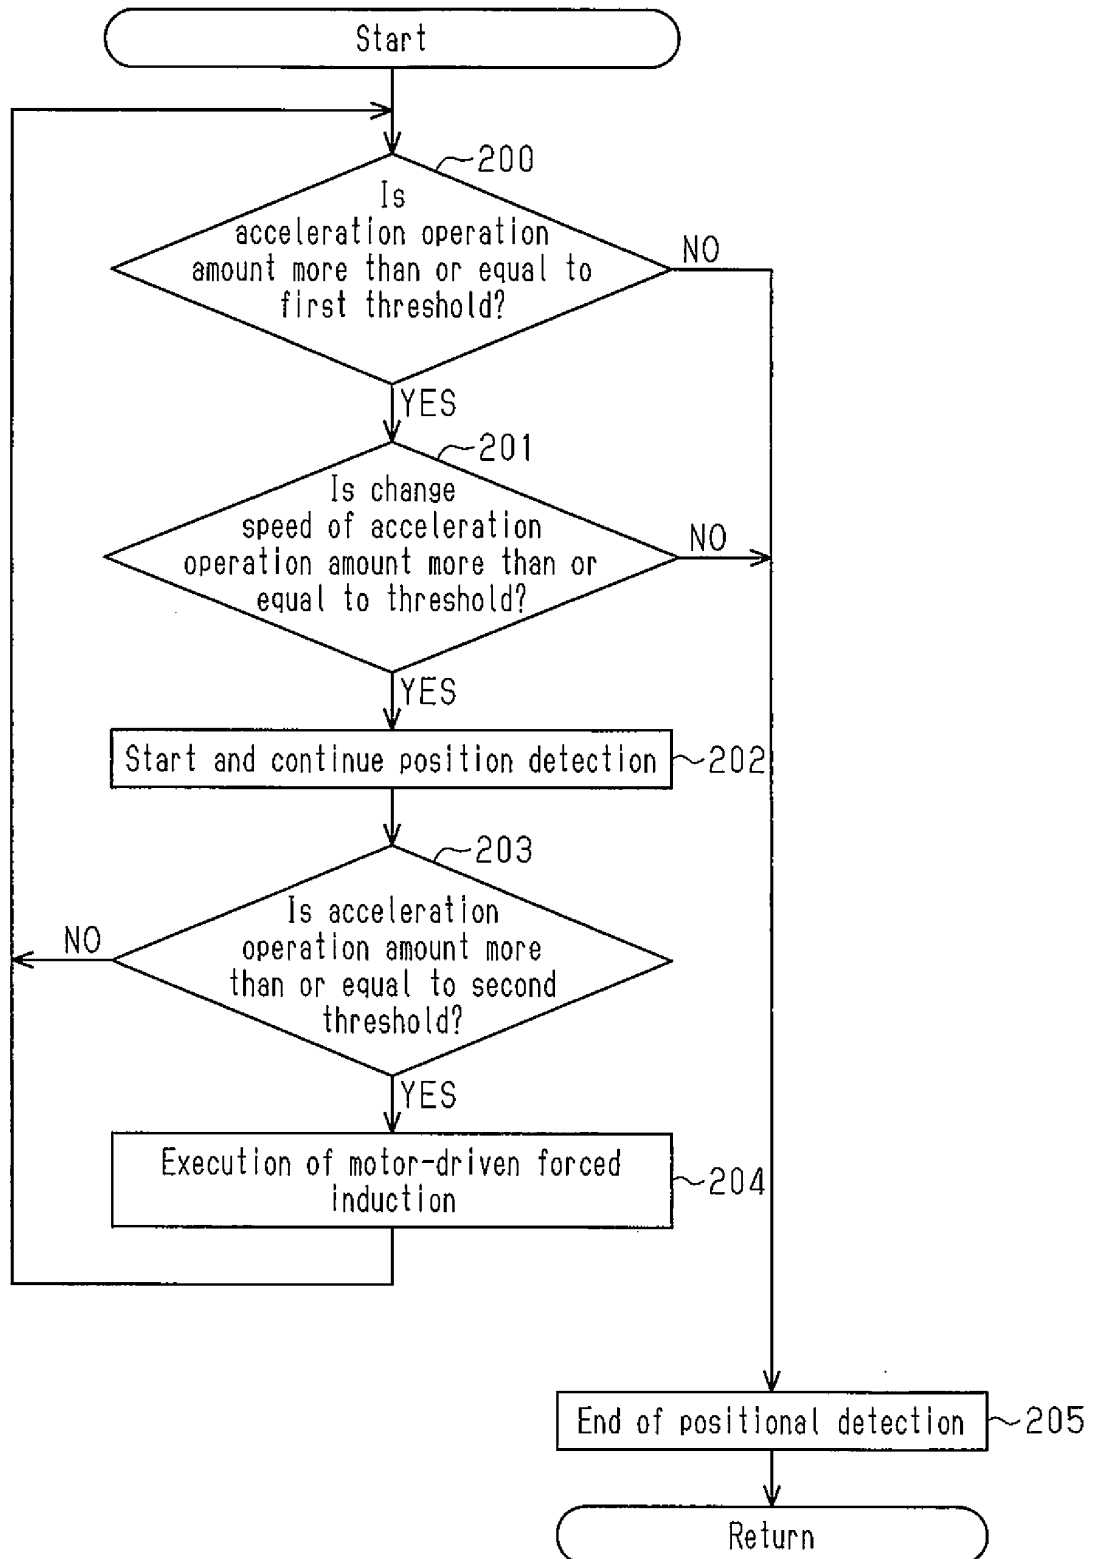 Start
200
Is
acceleration operation
amount more than or equal to
first threshold?
NO
YES
201
Is change
speed of acceleration
operation amount more than or
equal to threshold?
NO
YES
Start and continue position detection
202
203
Is acceleration
operation amount more
than or equal to second
threshold?
NO
YES
Execution of motor-driven forced
induction
204
End of positional detection
205
Return